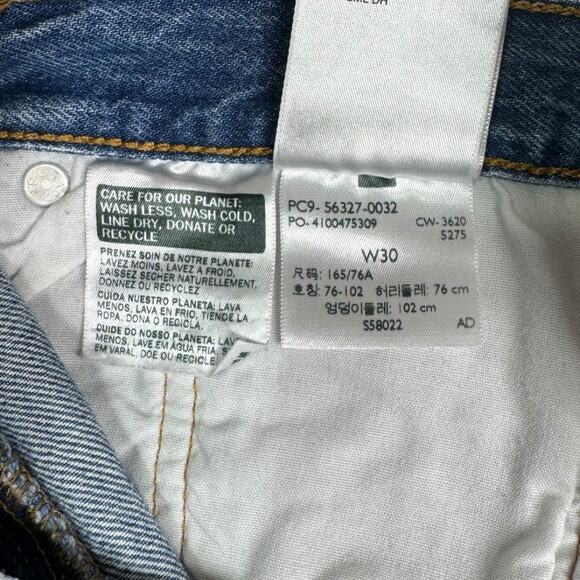 CARE FOR OUR PLANET:
WASH LESS, WASH COLD,
LINE DRY, DONATE OR
RECYCLE
PRENEZ SOIN DE NOTRE PLANETE:
LAVEZ MOINS, LAVEZ A FROID,
LAISSEZ SECHER NATURELLEMENT,
DONNEZ OU RECYCLEZ
CUIDA NUESTRO PLANETA: LAVA
MENOS, LAVA EN FRIO, TIENDE LA
ROPA, DONA O RECICLA.
CUIDE DO NOSSO PLANETA: LAVE
MENOS, LAVE EM ÁGUA FRIA,
EM VARAL, DOE OU RECICLE
PC9- 56327-0032
PO- 4100475309 CW- 3620
5275
W30
尺码: 165/76A
호칭: 76-102 허리둘레: 76 cm
엉덩이둘레: 102 cm
S58022 AD